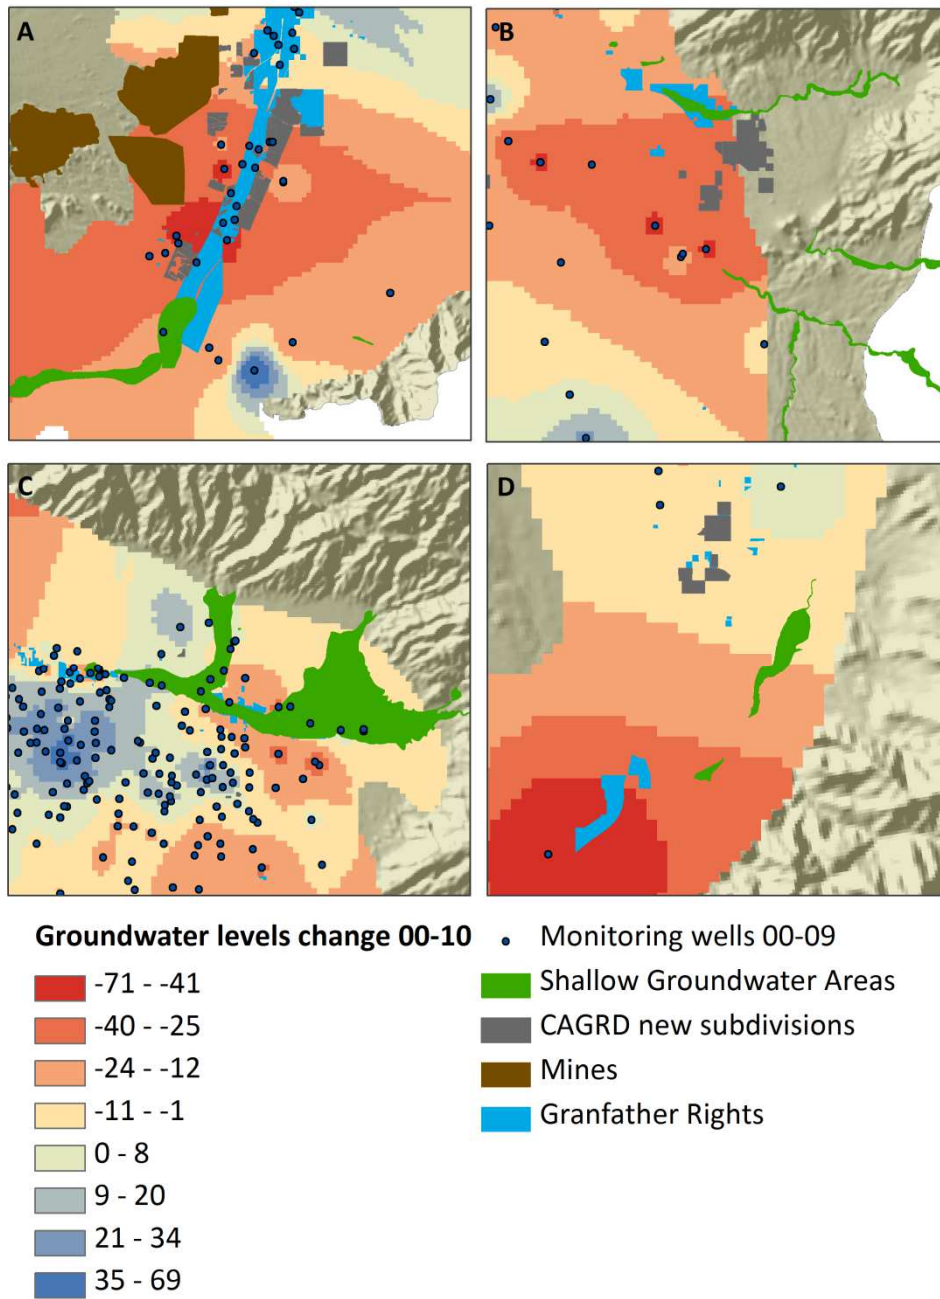 A
B
C
D
Groundwater levels change 00-10
-71 - -41
-40 - -25
-24 - -12
-11 - -1
0 - 8
9 - 20
21 - 34
35 - 69
Monitoring wells 00-09
Shallow Groundwater Areas
CAGRD new subdivisions
Mines
Granfather Rights